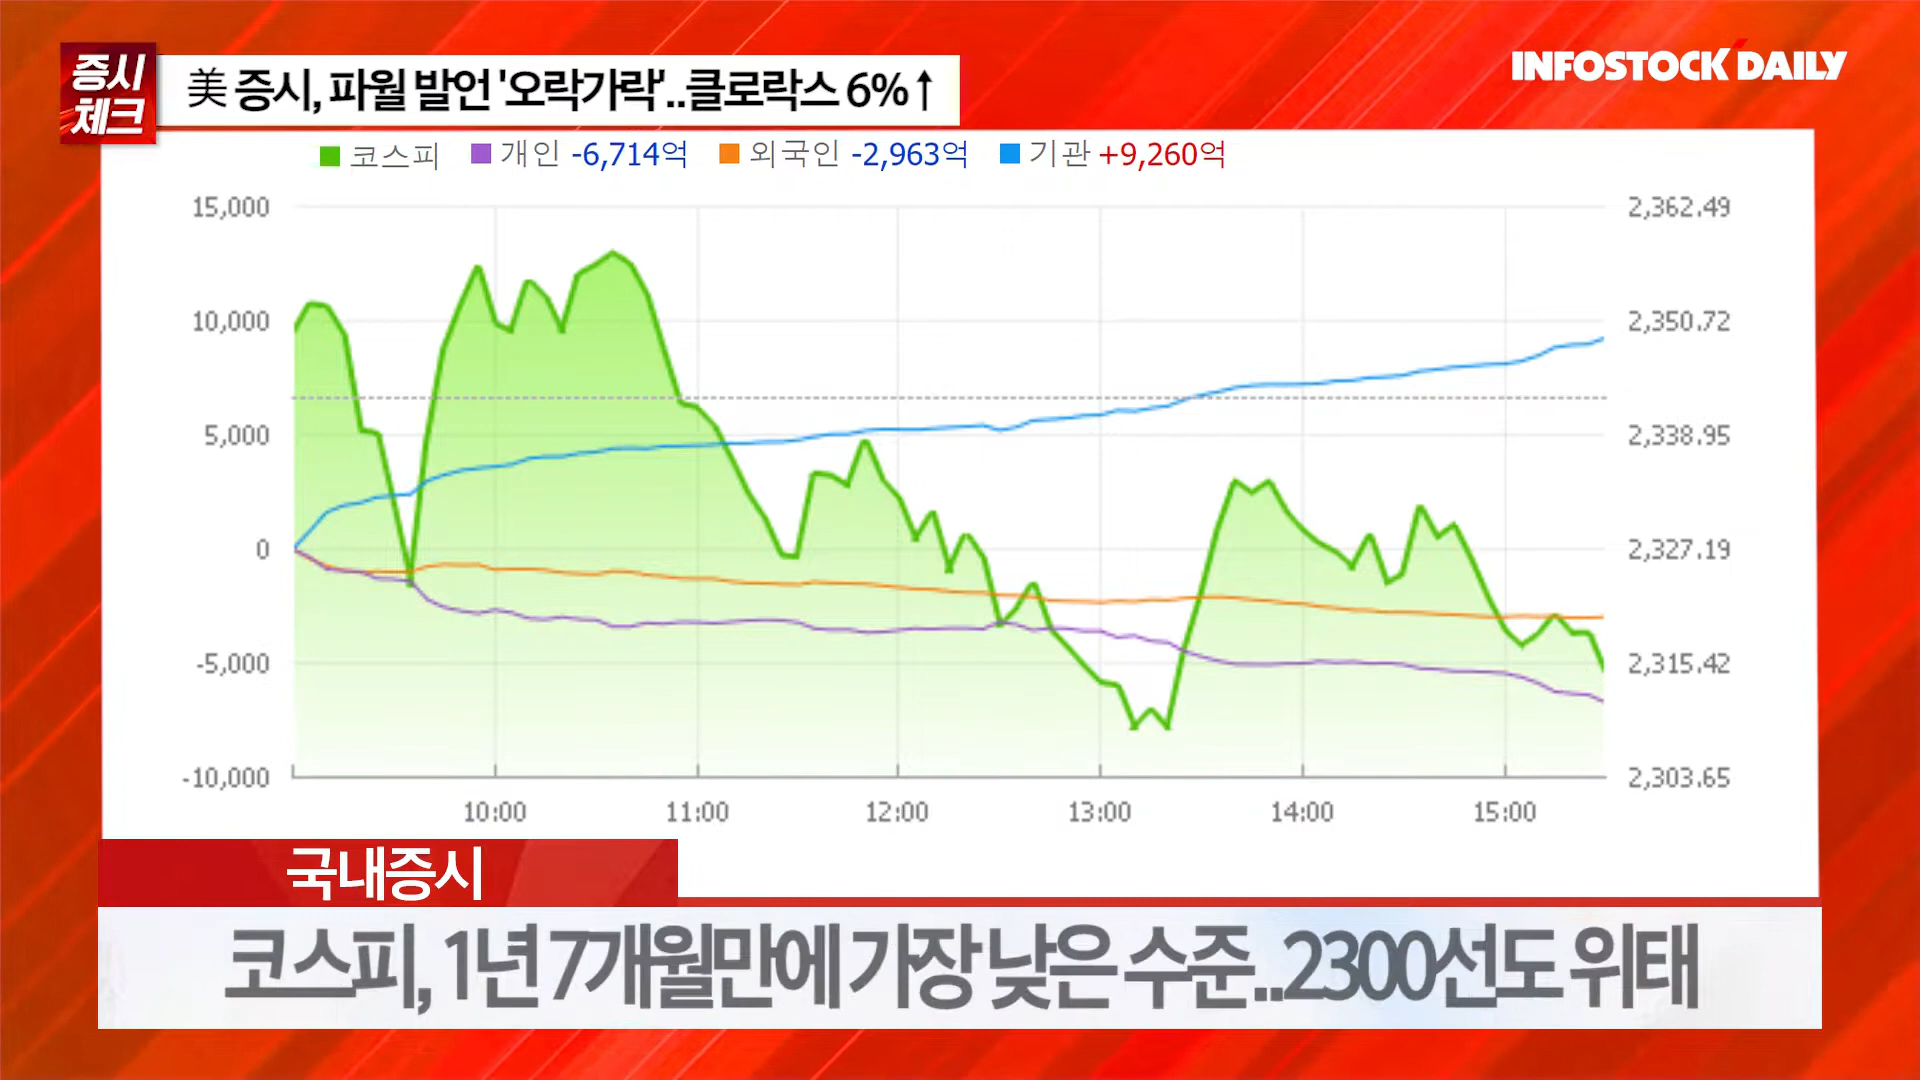 증시
체크
美 증시, 파월 발언 '오락가락'..클로락스 6%↑
INFOSTOCK DAILY
코스피 개인 -6,714억 외국인 -2,963억 기관 +9,260억
15,000 2,362.49
10,000 2,350.72
5,000 2,338.95
0 2,327.19
-5,000 2,315.42
-10,000 2,303.65
10:00 11:00 12:00 13:00 14:00 15:00
국내증시
코스피, 1년 7개월만에 가장 낮은 수준..2300선도 위태